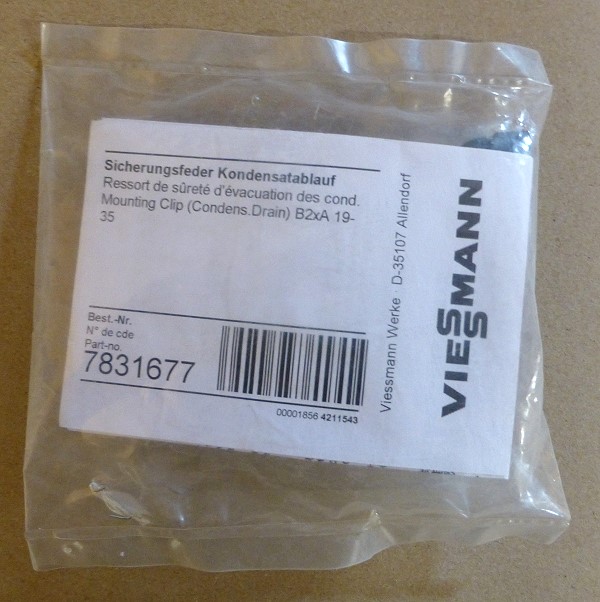 Sicherungsfeder Kondensatablauf
Ressort de sûreté d'évacuation des cond.
Mounting Clip (Condens.Drain) B2xA 19-
35
Best.-Nr.
N° de cde
Part-no.
7831677
00001856 4211543
Viessmann Werke · D-35107 Allendorf
VIESSMANN